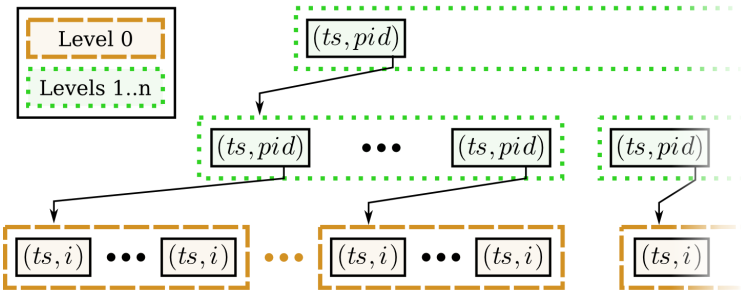 Level 0
Levels 1..n
(ts, pid)
(ts, pid) ••• (ts, pid) (ts, pid)
(ts, i) ••• (ts, i) ••• (ts, i) ••• (ts, i) (ts, i)